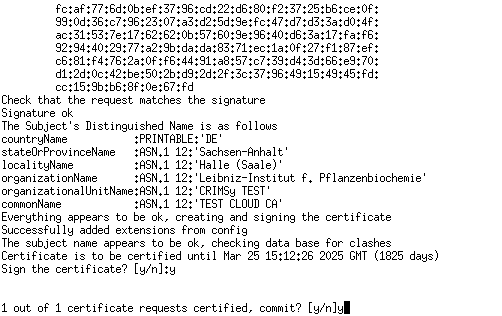 fc:af:77:6d:0b:ef:37:96:cd:22:d6:80:f2:37:25:b6:ce:0f:
99:0d:36:c7:96:23:07:a3:d2:5d:9e:fc:47:d7:d3:3a:d0:4f:
ac:31:53:7e:17:62:62:0b:57:60:9e:96:40:d6:3a:17:fa:f6:
92:94:40:29:77:a2:9b:da:da:83:71:ec:1a:0f:27:f1:87:ef:
c6:81:f4:76:2a:0f:f6:44:91:a8:57:c7:39:d4:3d:66:e9:70:
d1:2d:0c:42:be:50:2b:d9:2d:2f:3c:37:96:49:15:49:45:fd:
cc:15:9b:b6:8f:0e:67:fd
Check that the request matches the signature
Signature ok
The Subject's Distinguished Name is as follows
countryName           :PRINTABLE:'DE'
stateOrProvinceName   :ASN.1 12:'Sachsen-Anhalt'
localityName          :ASN.1 12:'Halle (Saale)'
organizationName      :ASN.1 12:'Leibniz-Institut f. Pflanzenbiochemie'
organizationalUnitName:ASN.1 12:'CRIMSy TEST'
commonName            :ASN.1 12:'TEST CLOUD CA'
Everything appears to be ok, creating and signing the certificate
Successfully added extensions from config
The subject name appears to be ok, checking data base for clashes
Certificate is to be certified until Mar 25 15:12:26 2025 GMT (1825 days)
Sign the certificate? [y/n]:y
1 out of 1 certificate requests certified, commit? [y/n]y